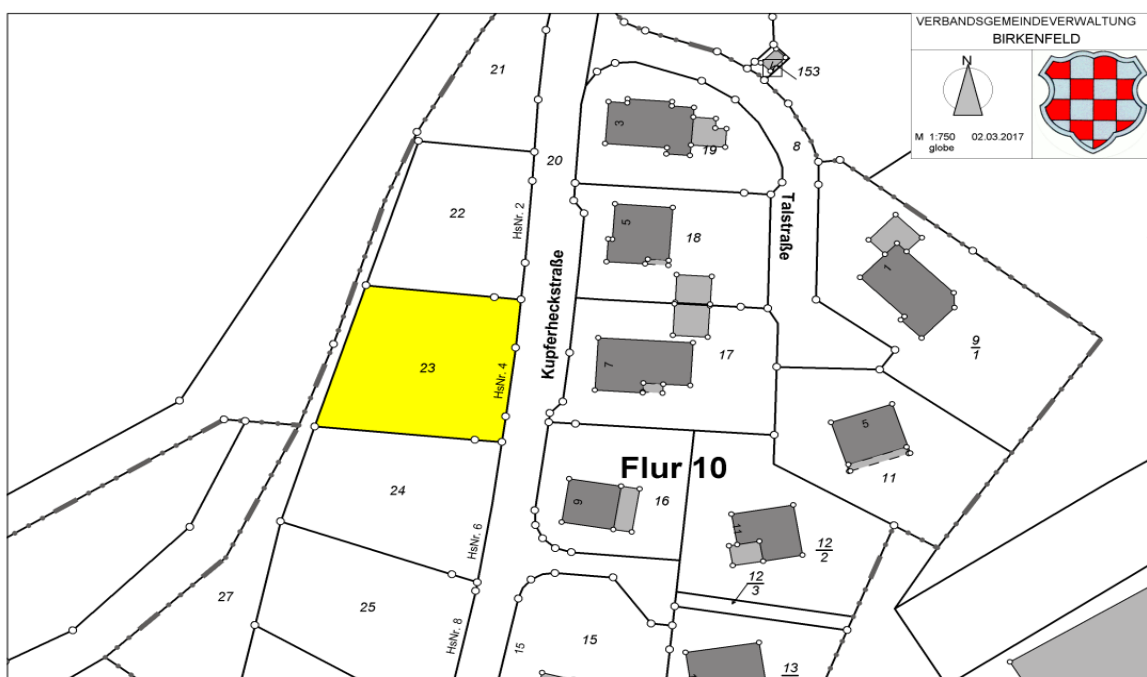 VERBANDSGEMEINDEVERWALTUNG
BIRKENFELD
N
M 1:750 02.03.2017
globe
21
153
3
19
20
8
22
HsNr. 2
5
18
Talstraße
Kupferheckstraße
1
9
1
23
HsNr. 4
7
17
5
11
Flur 10
24
9
16
11
12
2
HsNr. 6
12
3
27
25
HsNr. 8
15
15
13